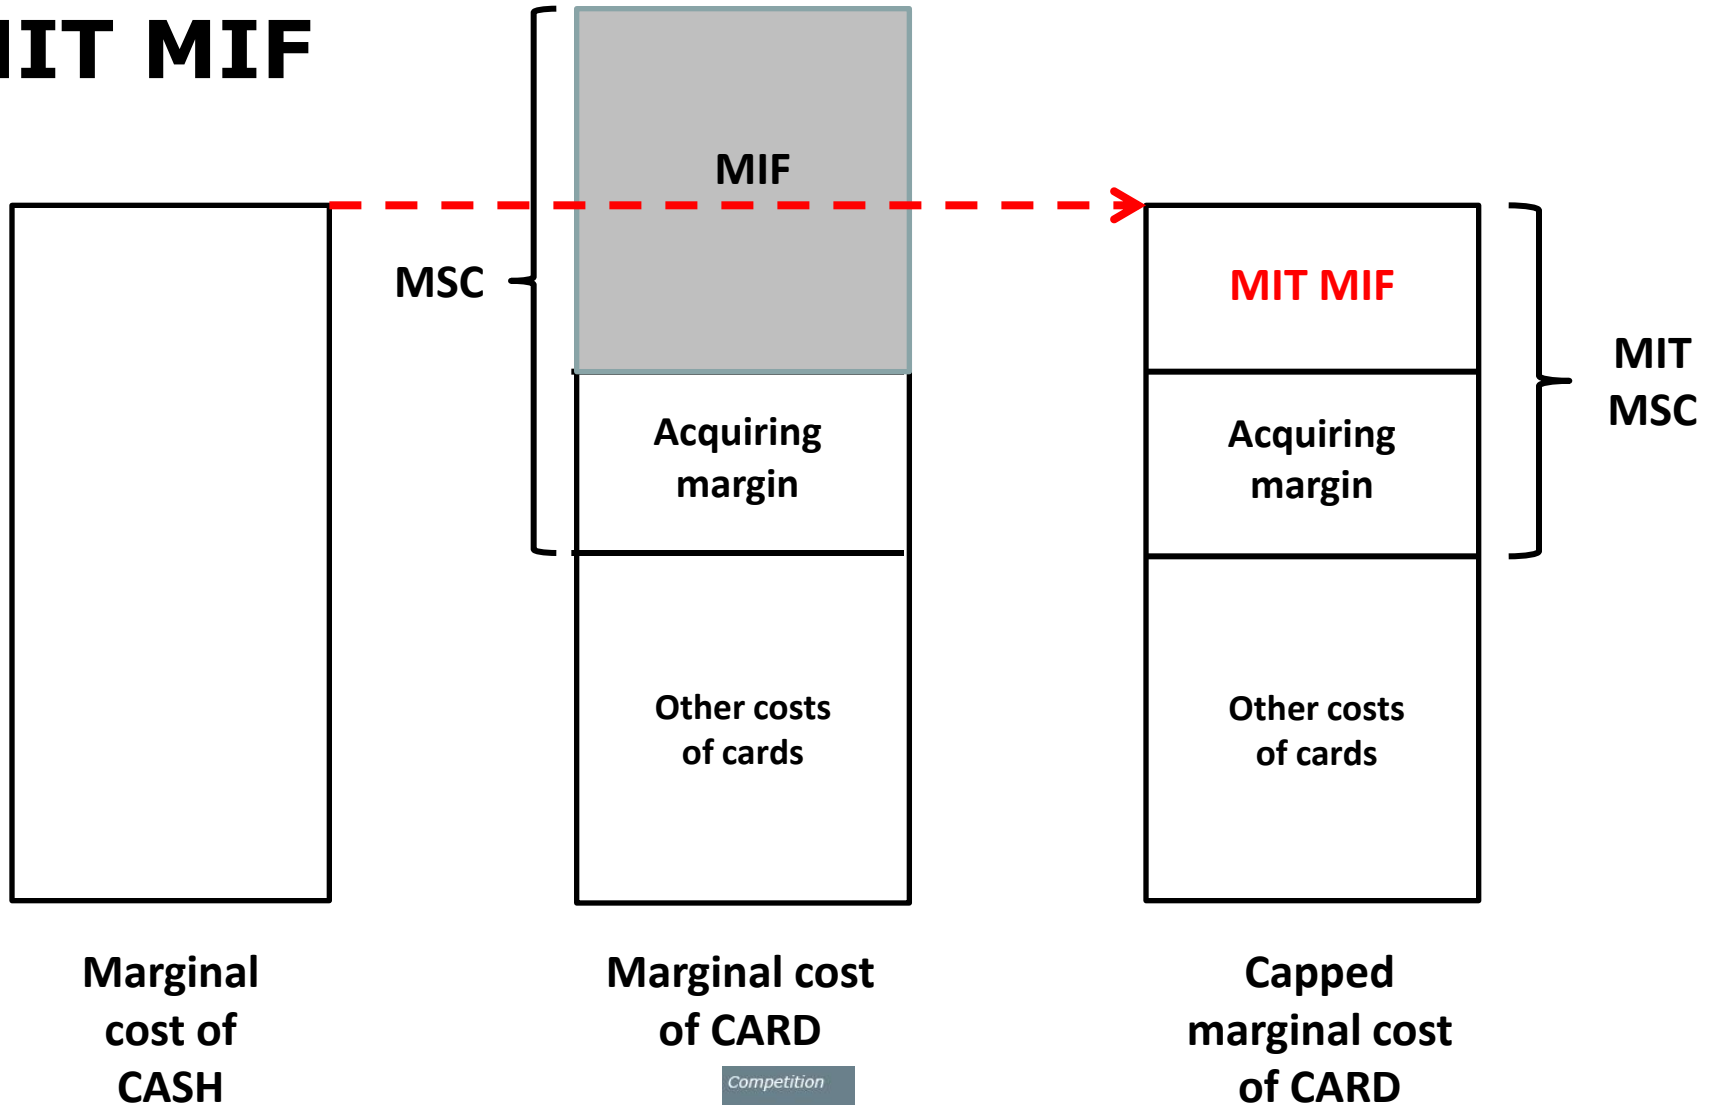 MIT MIF
MIF
MSC
MIT MIF
MIT
MSC
Acquiring
margin
Acquiring
margin
Other costs
of cards
Other costs
of cards
Marginal
cost of
CASH
Marginal cost
of CARD
Capped
marginal cost
of CARD
Competition